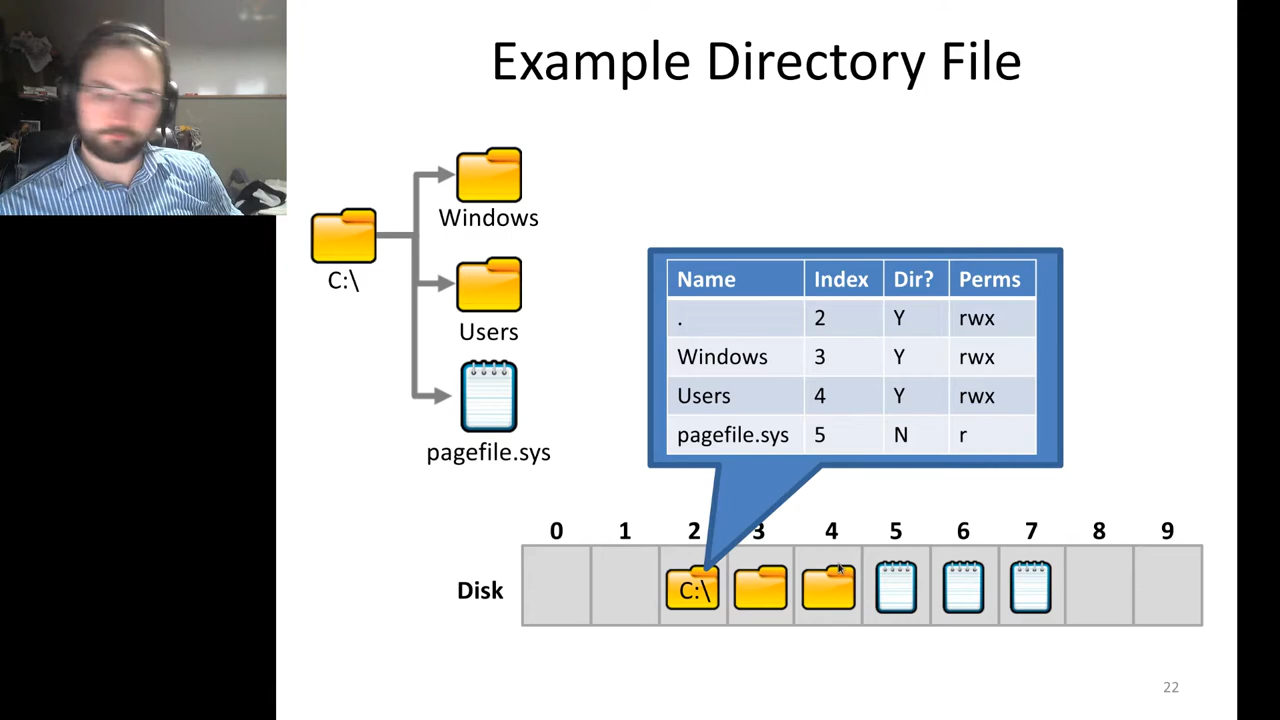 Example Directory File
Windows
C:\
Users
pagefile.sys
Name Index Dir? Perms
. 2 Y rwx
Windows 3 Y rwx
Users 4 Y rwx
pagefile.sys 5 N r
0 1 2 3 4 5 6 7 8 9
Disk C:\
22